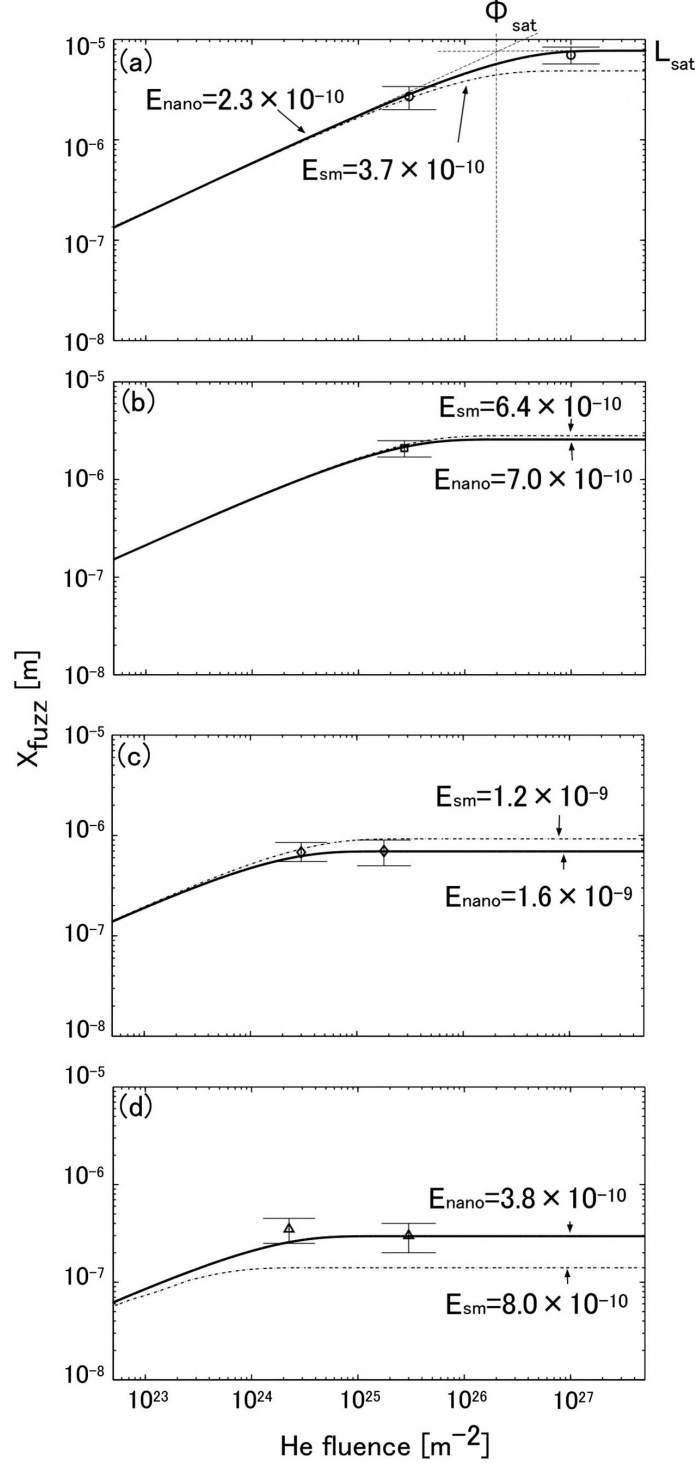 Φsat
10⁻⁵
(a)
Lsat
Enano=2.3 × 10⁻¹⁰
10⁻⁶
Esm=3.7 × 10⁻¹⁰
10⁻⁷
10⁻⁸
10⁻⁵
(b)
Esm=6.4 × 10⁻¹⁰
10⁻⁶
Enano=7.0 × 10⁻¹⁰
10⁻⁷
10⁻⁸
Xfuzz [m]
10⁻⁵
(c)
Esm=1.2 × 10⁻⁹
10⁻⁶
Enano=1.6 × 10⁻⁹
10⁻⁷
10⁻⁸
10⁻⁵
(d)
10⁻⁶
Enano=3.8 × 10⁻¹⁰
10⁻⁷
Esm=8.0 × 10⁻¹⁰
10⁻⁸
10²³ 10²⁴ 10²⁵ 10²⁶ 10²⁷
He fluence [m⁻²]